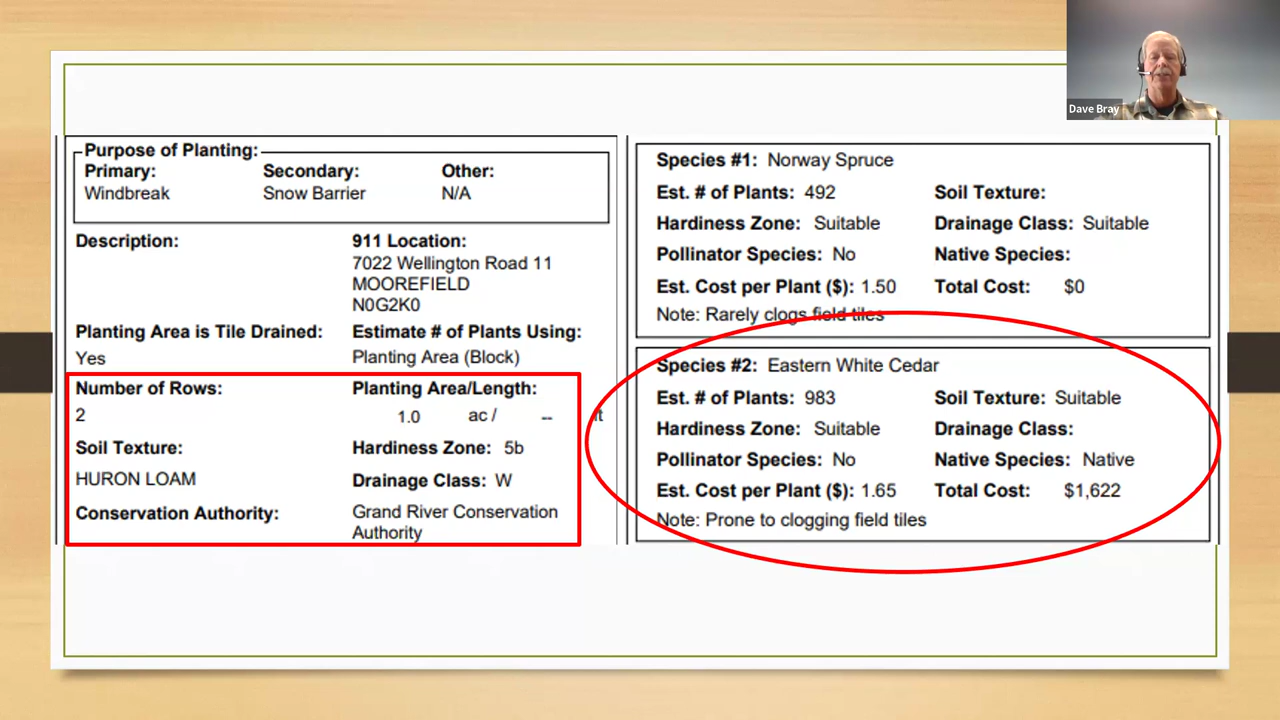 Dave Bray
Purpose of Planting:
Primary: Secondary: Other:
Windbreak Snow Barrier N/A
Description: 911 Location:
7022 Wellington Road 11
MOOREFIELD
N0G2K0
Planting Area is Tile Drained: Estimate # of Plants Using:
Yes Planting Area (Block)
Number of Rows: Planting Area/Length:
2 1.0 ac / -- ft
Soil Texture: Hardiness Zone: 5b
HURON LOAM Drainage Class: W
Conservation Authority: Grand River Conservation
Authority
Species #1: Norway Spruce
Est. # of Plants: 492 Soil Texture:
Hardiness Zone: Suitable Drainage Class: Suitable
Pollinator Species: No Native Species:
Est. Cost per Plant ($): 1.50 Total Cost: $0
Note: Rarely clogs field tiles
Species #2: Eastern White Cedar
Est. # of Plants: 983 Soil Texture: Suitable
Hardiness Zone: Suitable Drainage Class:
Pollinator Species: No Native Species: Native
Est. Cost per Plant ($): 1.65 Total Cost: $1,622
Note: Prone to clogging field tiles